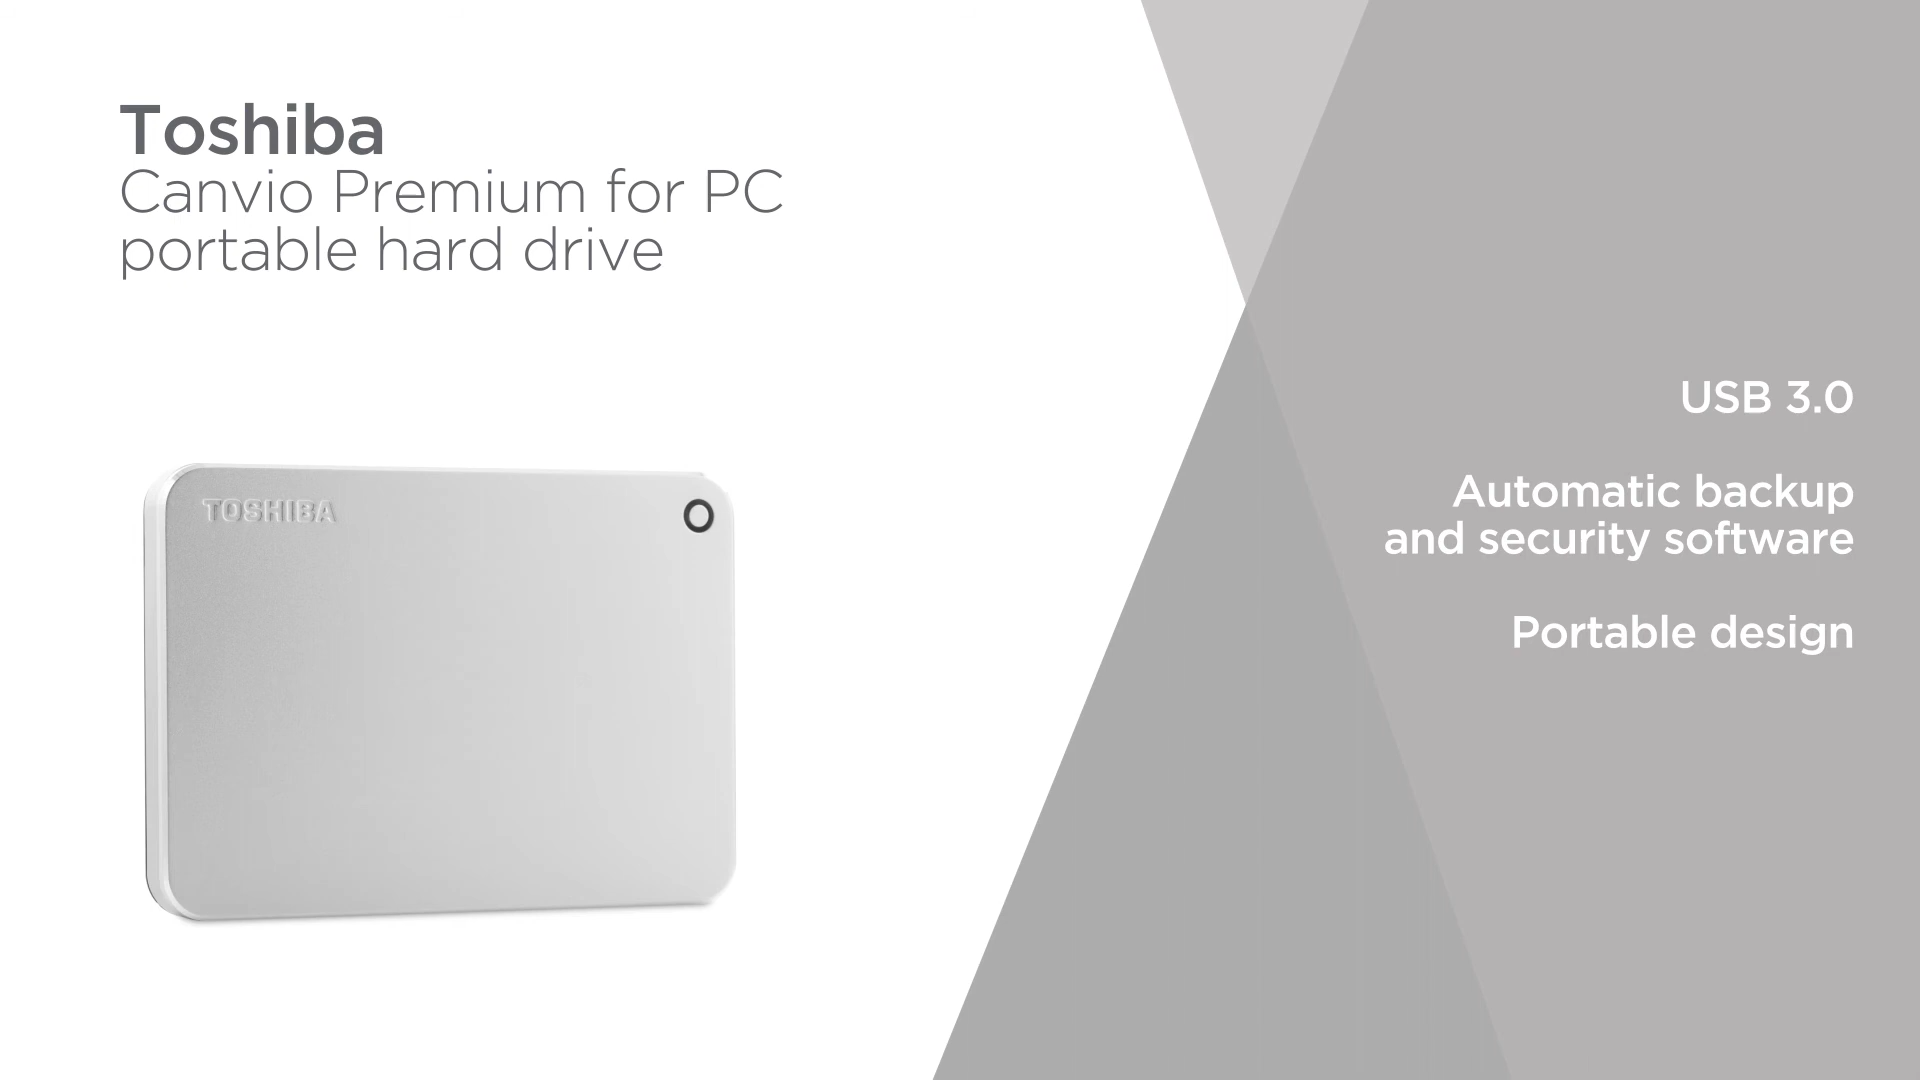 Toshiba
Canvio Premium for PC
portable hard drive
TOSHIBA
USB 3.0
Automatic backup
and security software
Portable design